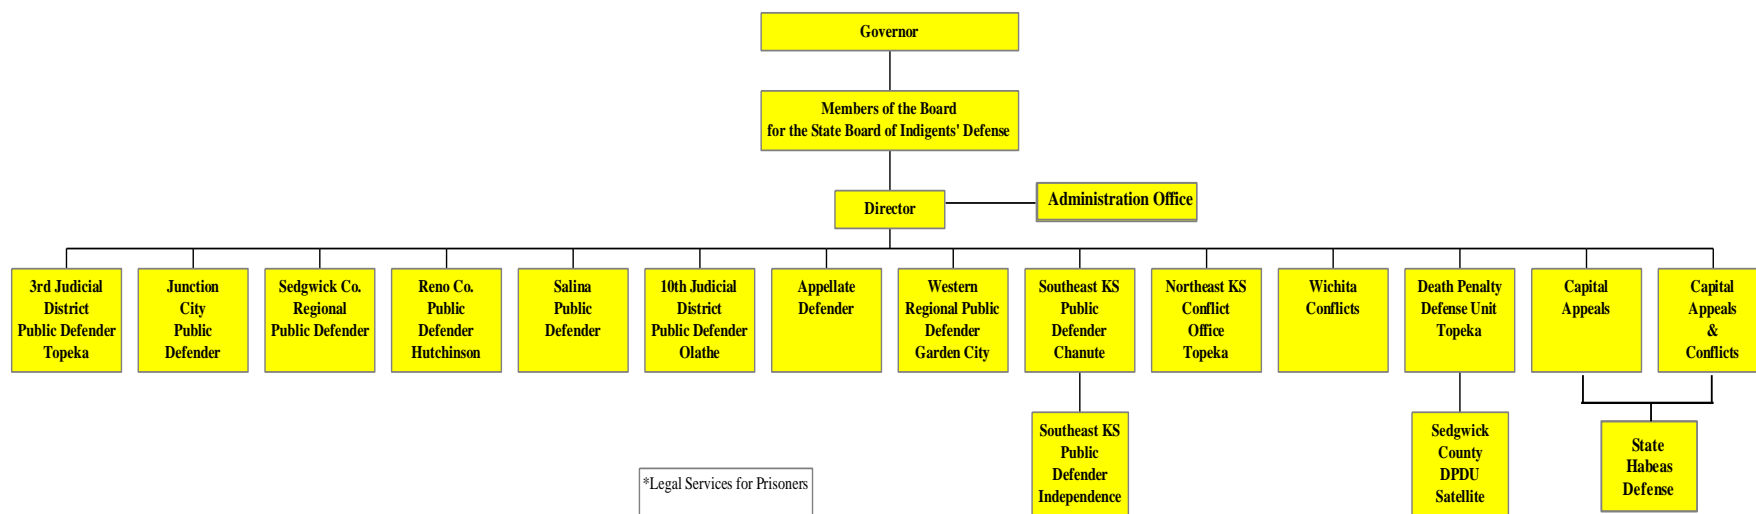 Governor
Members of the Board
for the State Board of Indigents' Defense
Director
Administration Office
3rd Judicial
District
Public Defender
Topeka
Junction
City
Public
Defender
Sedgwick Co.
Regional
Public Defender
Reno Co.
Public
Defender
Hutchinson
Salina
Public
Defender
10th Judicial
District
Public Defender
Olathe
Appellate
Defender
Western
Regional Public
Defender
Garden City
Southeast KS
Public
Defender
Chanute
Northeast KS
Conflict
Office
Topeka
Wichita
Conflicts
Death Penalty
Defense Unit
Topeka
Capital
Appeals
Capital
Appeals
&
Conflicts
Southeast KS
Public
Defender
Independence
Sedgwick
County
DPDU
Satellite
State
Habeas
Defense
*Legal Services for Prisoners